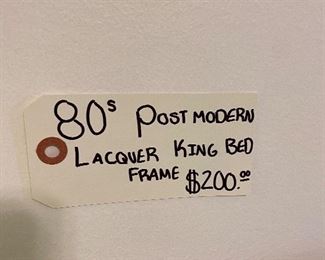 80s POST MODERN
LACQUER KING BED
FRAME $200.00